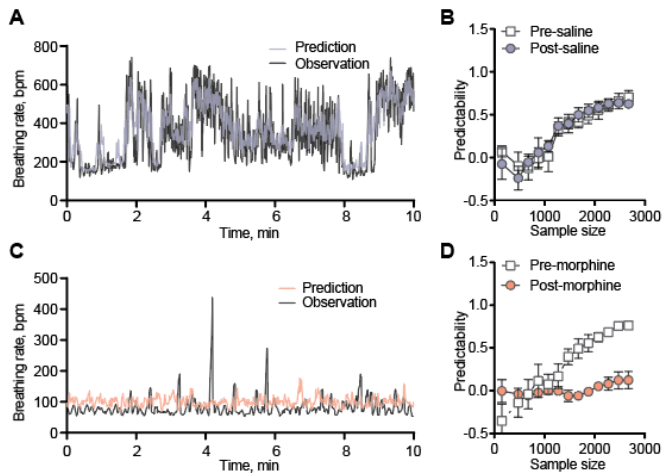 A
Breathing rate, bpm
800
600
400
200
0
Prediction
Observation
0 2 4 6 8 10
Time, min
B
Predictability
1.5
1.0
0.5
0.0
-0.5
Pre-saline
Post-saline
0 1000 2000 3000
Sample size
C
Breathing rate, bpm
500
400
300
200
100
0
Prediction
Observation
0 2 4 6 8 10
Time, min
D
Predictability
1.5
1.0
0.5
0.0
-0.5
Pre-morphine
Post-morphine
0 1000 2000 3000
Sample size